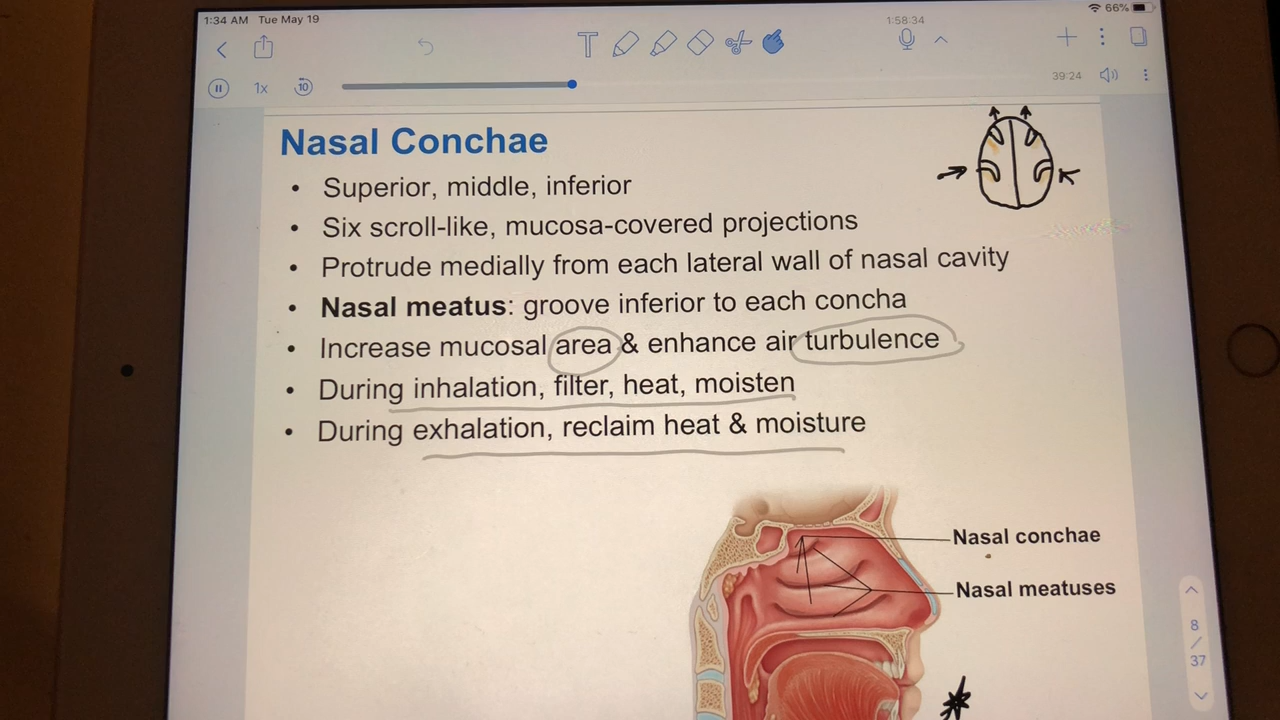 1:34 AM Tue May 19
66%
1:58:34
T
1x
10
39:24
Nasal Conchae
• Superior, middle, inferior
• Six scroll-like, mucosa-covered projections
• Protrude medially from each lateral wall of nasal cavity
• Nasal meatus: groove inferior to each concha
• Increase mucosal area & enhance air turbulence
• During inhalation, filter, heat, moisten
• During exhalation, reclaim heat & moisture
Nasal conchae
Nasal meatuses
8
/
37